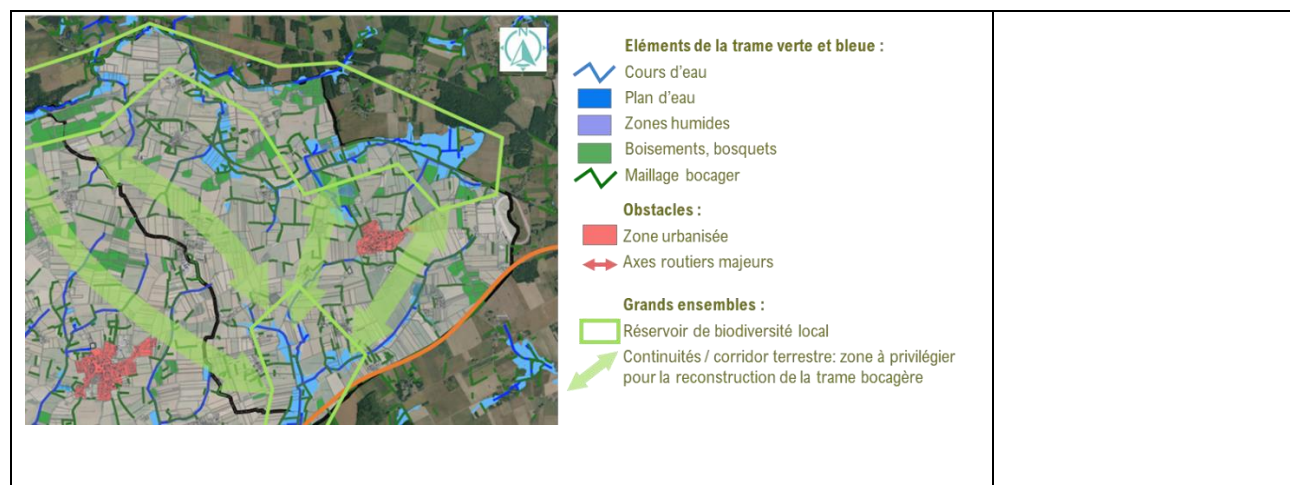 N
Eléments de la trame verte et bleue :
Cours d'eau
Plan d'eau
Zones humides
Boisements, bosquets
Maillage bocager
Obstacles :
Zone urbanisée
Axes routiers majeurs
Grands ensembles :
Réservoir de biodiversité local
Continuités / corridor terrestre: zone à privilégier
pour la reconstruction de la trame bocagère